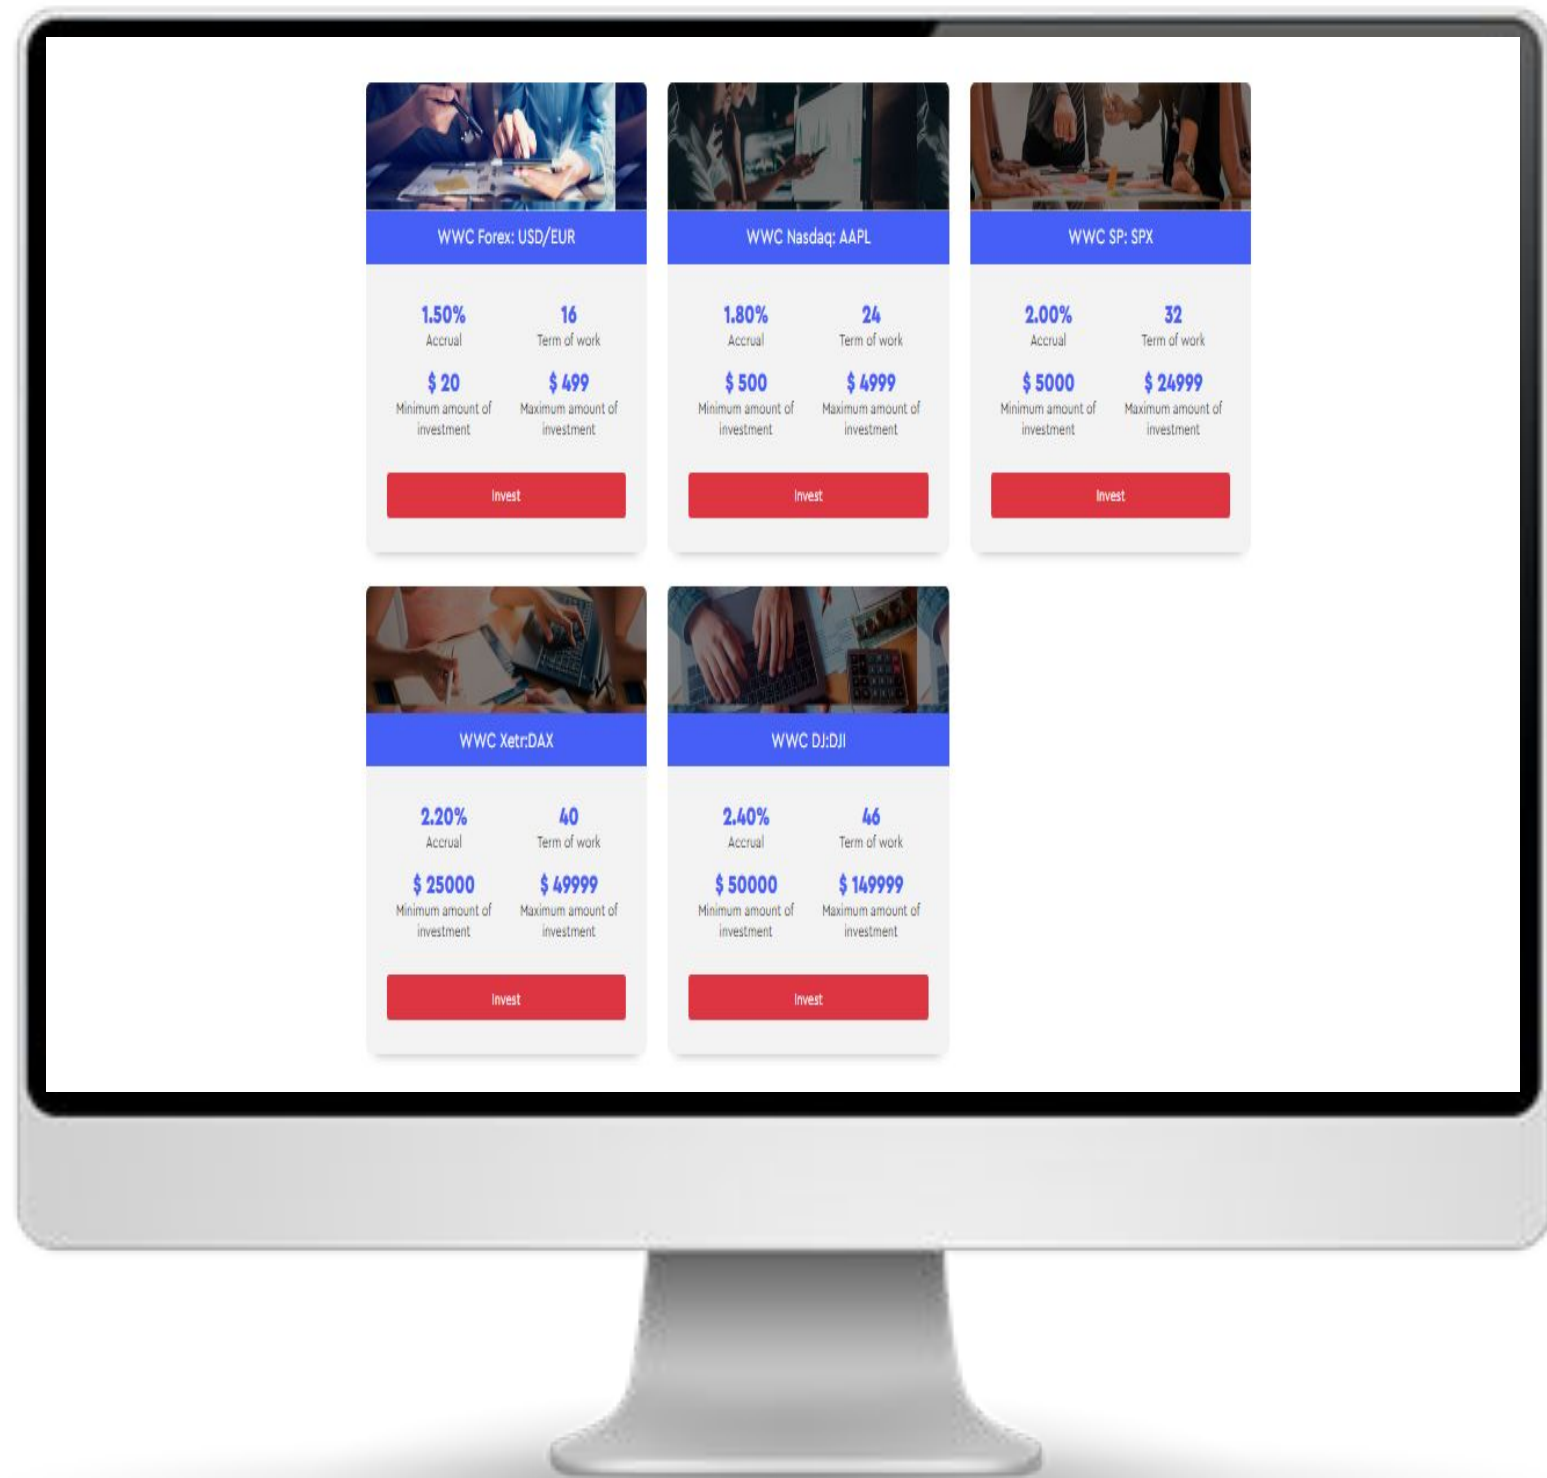 WWC Forex: USD/EUR
1.50% 16
Accrual Term of work
$ 20 $ 499
Minimum amount of Maximum amount of
investment investment
Invest
WWC Nasdaq: AAPL
1.80% 24
Accrual Term of work
$ 500 $ 4999
Minimum amount of Maximum amount of
investment investment
Invest
WWC SP: SPX
2.00% 32
Accrual Term of work
$ 5000 $ 24999
Minimum amount of Maximum amount of
investment investment
Invest
WWC Xetr:DAX
2.20% 40
Accrual Term of work
$ 25000 $ 49999
Minimum amount of Maximum amount of
investment investment
Invest
WWC DJ:DJI
2.40% 46
Accrual Term of work
$ 50000 $ 149999
Minimum amount of Maximum amount of
investment investment
Invest